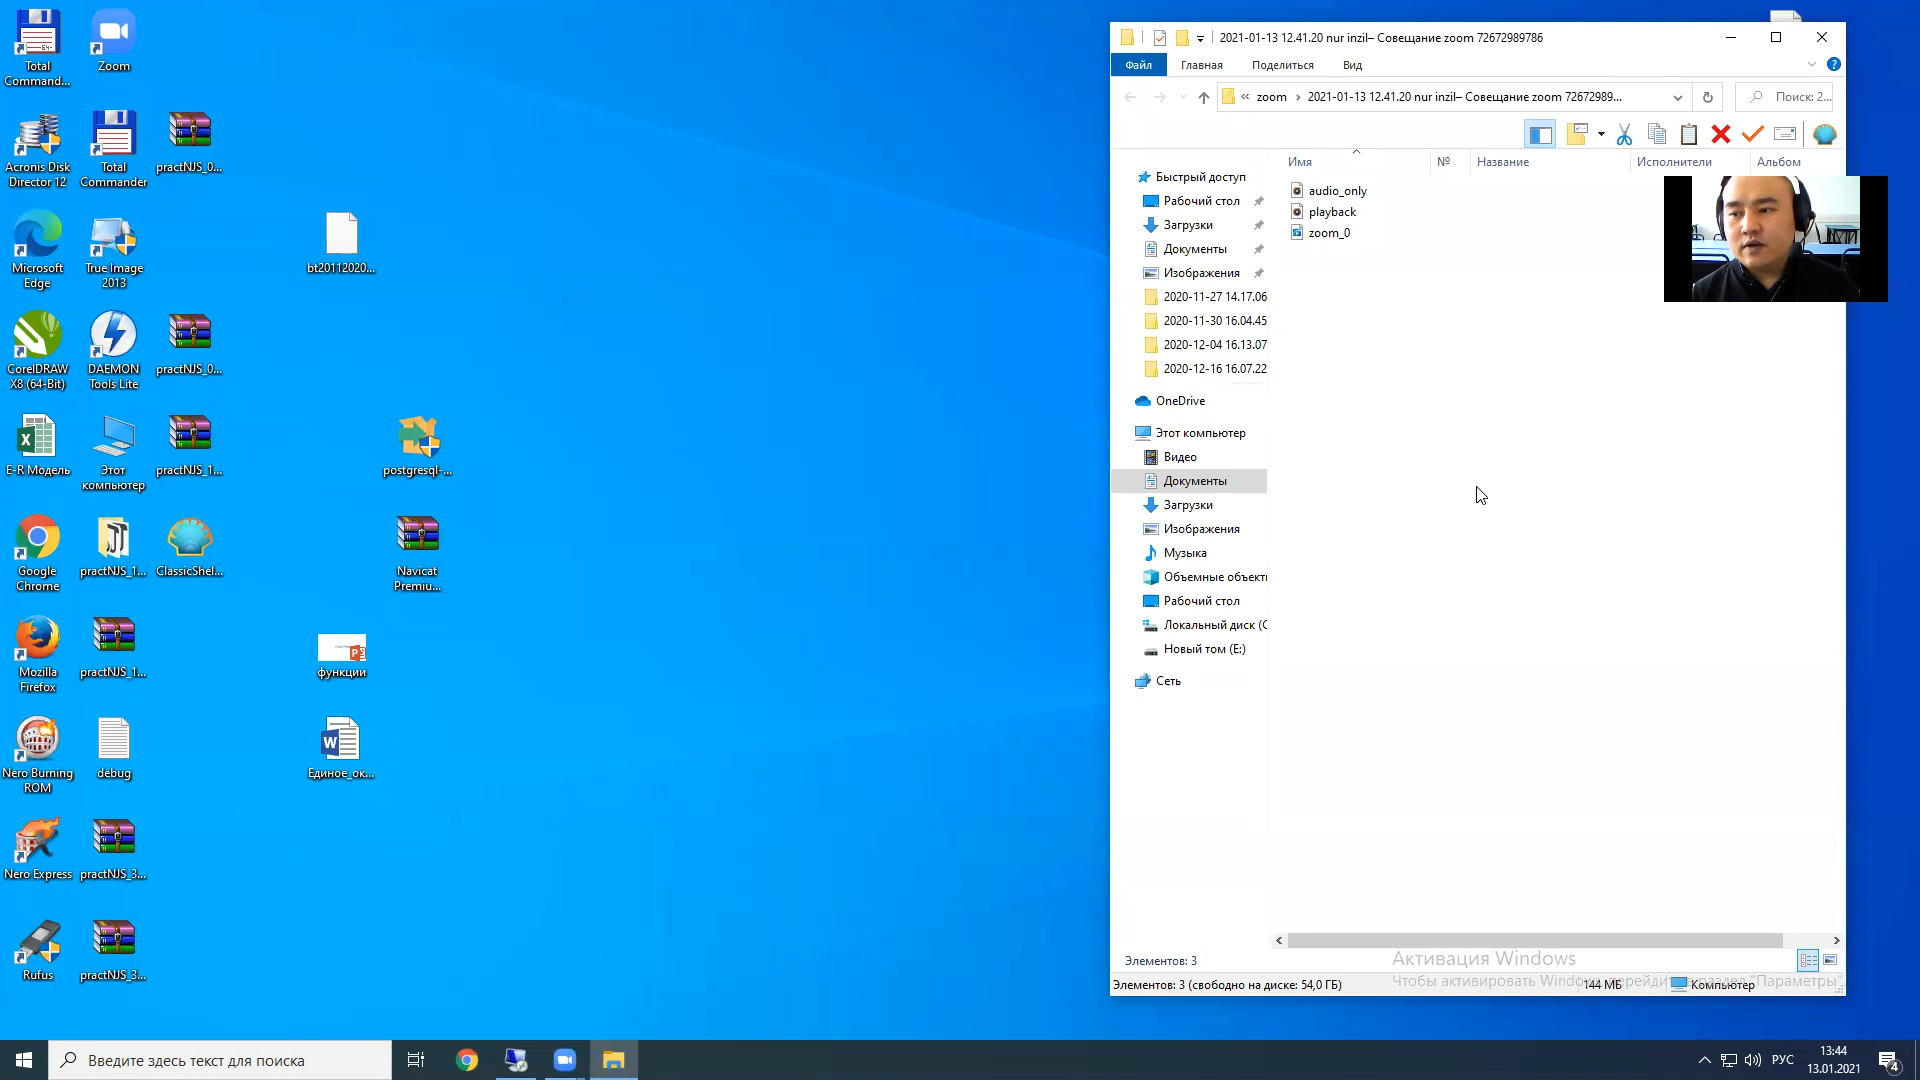 Total
Command...
Zoom
Acronis Disk
Director 12
Total
Commander
practNJS_0...
Microsoft
Edge
True Image
2013
bt20112020...
CorelDRAW
X8 (64-Bit)
DAEMON
Tools Lite
practNJS_0...
E-R Модель
Этот
компьютер
practNJS_1...
postgresql-...
Google
Chrome
practNJS_1...
ClassicShel...
Navicat
Premiu...
Mozilla
Firefox
practNJS_1...
функции
Nero Burning
ROM
debug
Единое_ок...
Nero Express
practNJS_3...
Rufus
practNJS_3...
2021-01-13 12.41.20 nur inzil– Совещание zoom 72672989786
Файл
Главная
Поделиться
Вид
« zoom › 2021-01-13 12.41.20 nur inzil– Совещание zoom 72672989...
Поиск: 2...
Имя
№
Название
Исполнители
Альбом
audio_only
playback
zoom_0
Быстрый доступ
Рабочий стол
Загрузки
Документы
Изображения
2020-11-27 14.17.06
2020-11-30 16.04.45
2020-12-04 16.13.07
2020-12-16 16.07.22
OneDrive
Этот компьютер
Видео
Документы
Загрузки
Изображения
Музыка
Объемные объект
Рабочий стол
Локальный диск (C
Новый том (E:)
Сеть
Элементов: 3
Активация Windows
Чтобы активировать Windows, перейдите в раздел "Параметры".
Элементов: 3 (свободно на диске: 54,0 ГБ)
144 МБ
Компьютер
Введите здесь текст для поиска
РУС
13:44
13.01.2021
4